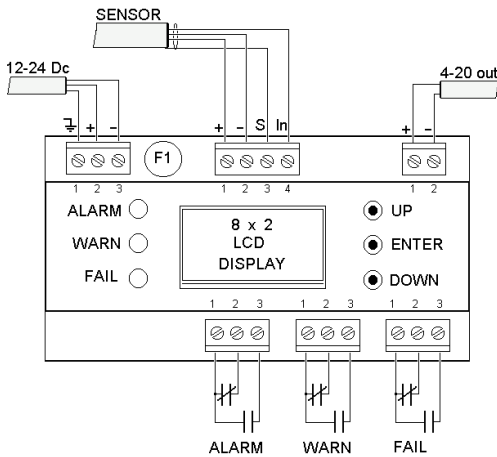 SENSOR
12-24 Dc
4-20 out
+ − + − S In + −
F1
1 2 3 1 2 3 4 1 2
ALARM
WARN
FAIL
8 x 2
LCD
DISPLAY
UP
ENTER
DOWN
1 2 3 1 2 3 1 2 3
ALARM WARN FAIL